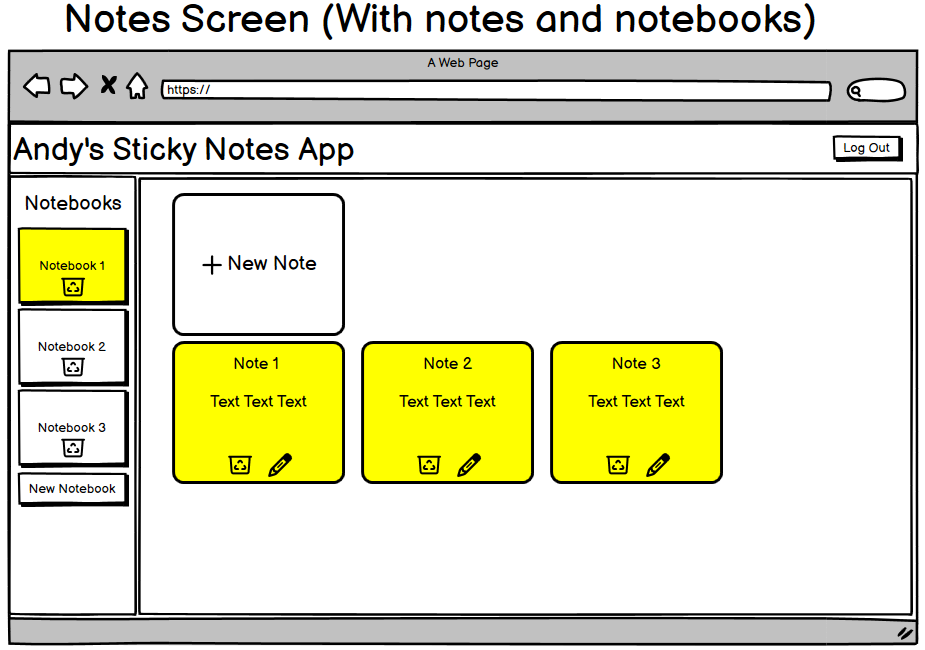 Notes Screen (With notes and notebooks)
A Web Page
https://
Andy's Sticky Notes App
Log Out
Notebooks
Notebook 1
Notebook 2
Notebook 3
New Notebook
+ New Note
Note 1
Text Text Text
Note 2
Text Text Text
Note 3
Text Text Text